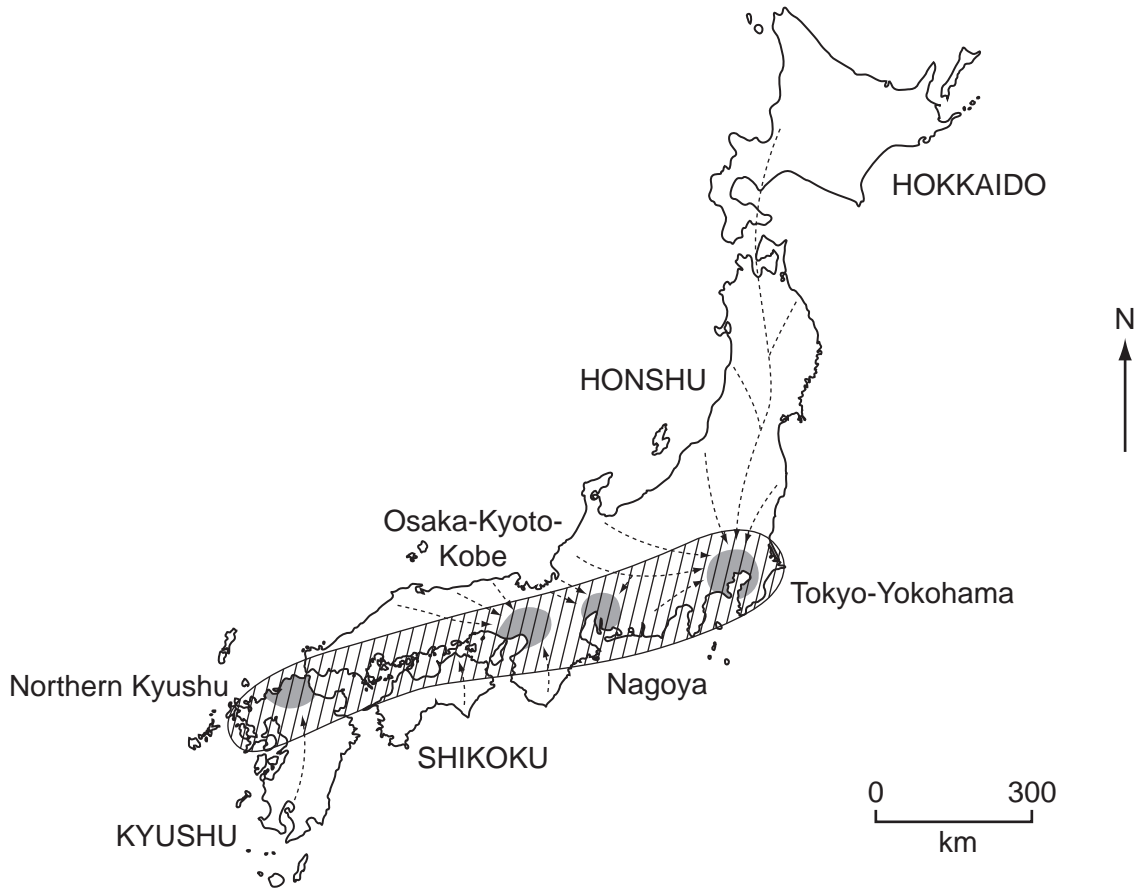 HOKKAIDO
N
HONSHU
Osaka-Kyoto-
Kobe
Tokyo-Yokohama
Northern Kyushu
Nagoya
SHIKOKU
KYUSHU
0 300
km